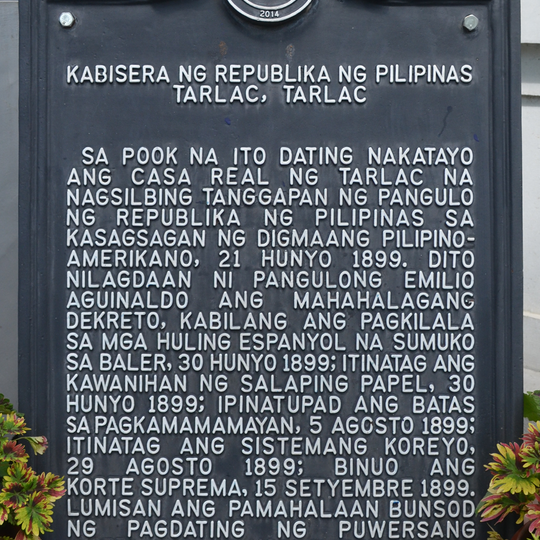 2014
KABISERA NG REPUBLIKA NG PILIPINAS
TARLAC, TARLAC
SA POOK NA ITO DATING NAKATAYO
ANG CASA REAL NG TARLAC NA
NAGSILBING TANGGAPAN NG PANGULO
NG REPUBLIKA NG PILIPINAS SA
KASAGSAGAN NG DIGMAANG PILIPINO-
AMERIKANO, 21 HUNYO 1899. DITO
NILAGDAAN NI PANGULONG EMILIO
AGUINALDO ANG MAHAHALAGANG
DEKRETO, KABILANG ANG PAGKILALA
SA MGA HULING ESPANYOL NA SUMUKO
SA BALER, 30 HUNYO 1899; ITINATAG ANG
KAWANIHAN NG SALAPING PAPEL, 30
HUNYO 1899; IPINATUPAD ANG BATAS
SA PAGKAMAMAMAYAN, 5 AGOSTO 1899;
ITINATAG ANG SISTEMANG KOREYO,
29 AGOSTO 1899; BINUO ANG
KORTE SUPREMA, 15 SETYEMBRE 1899.
LUMISAN ANG PAMAHALAAN BUNSOD
NG PAGDATING NG PUWERSANG